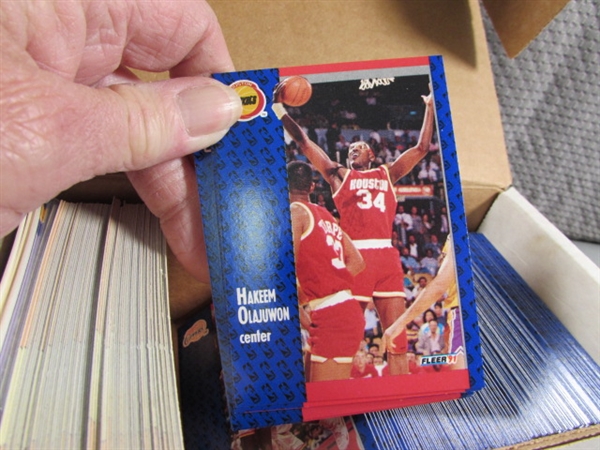 HOUSTON
34
HAKEEM
OLAJUWON
center
FLEER 91